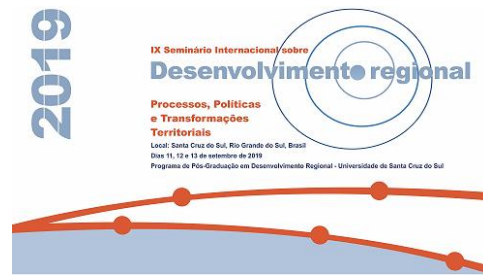 2019
IX Seminário Internacional sobre
Desenvolvimento regional
Processos, Políticas
e Transformações
Territoriais
Local: Santa Cruz do Sul, Rio Grande do Sul, Brasil
Dias 11, 12 e 13 de setembro de 2019
Programa de Pós-Graduação em Desenvolvimento Regional - Universidade de Santa Cruz do Sul